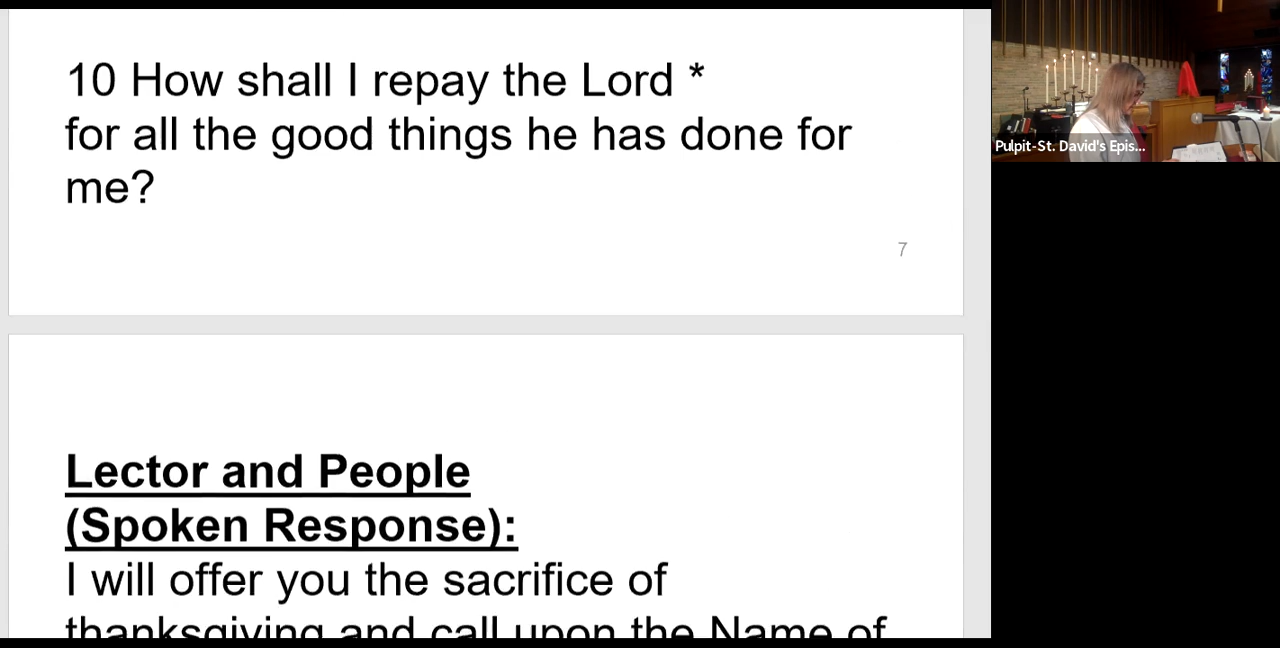 10 How shall I repay the Lord *
for all the good things he has done for
me?
7
Lector and People
(Spoken Response):
I will offer you the sacrifice of
thanksgiving and call upon the Name of
Pulpit-St. David's Epis...